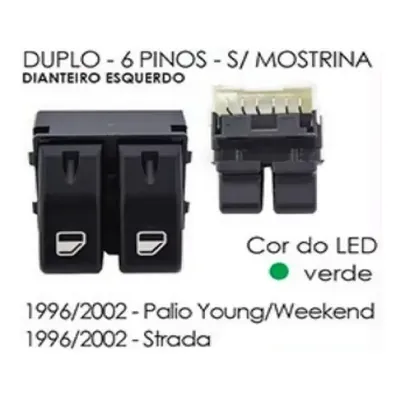 DUPLO - 6 PINOS - S/ MOSTRINA
DIANTEIRO ESQUERDO
Cor do LED
verde
1996/2002 - Palio Young/Weekend
1996/2002 - Strada